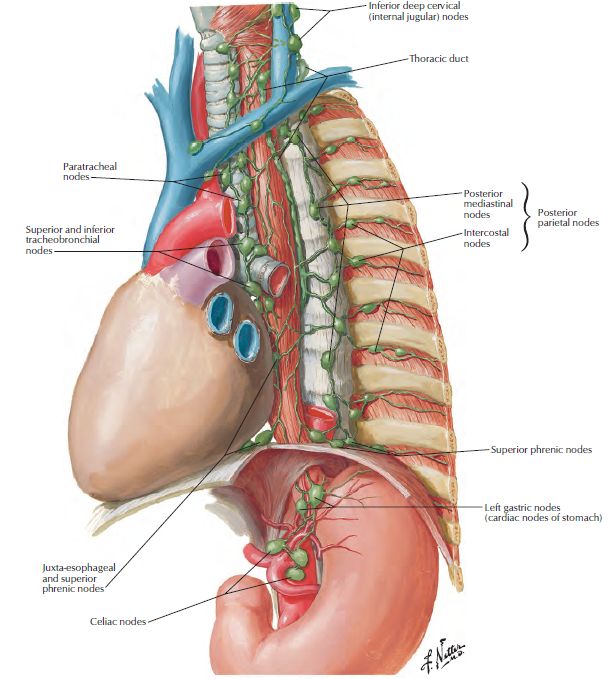 Inferior deep cervical
(internal jugular) nodes
Thoracic duct
Paratracheal
nodes
Posterior
mediastinal
nodes
Posterior
parietal nodes
Intercostal
nodes
Superior and inferior
tracheobronchial
nodes
Superior phrenic nodes
Left gastric nodes
(cardiac nodes of stomach)
Juxta-esophageal
and superior
phrenic nodes
Celiac nodes
F. Netter
M.D.